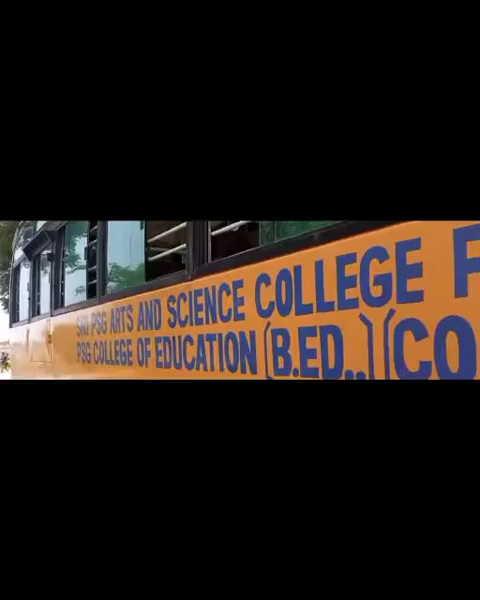 SRI PSG ARTS AND SCIENCE COLLEGE F
PSG COLLEGE OF EDUCATION (B.ED..)(CO